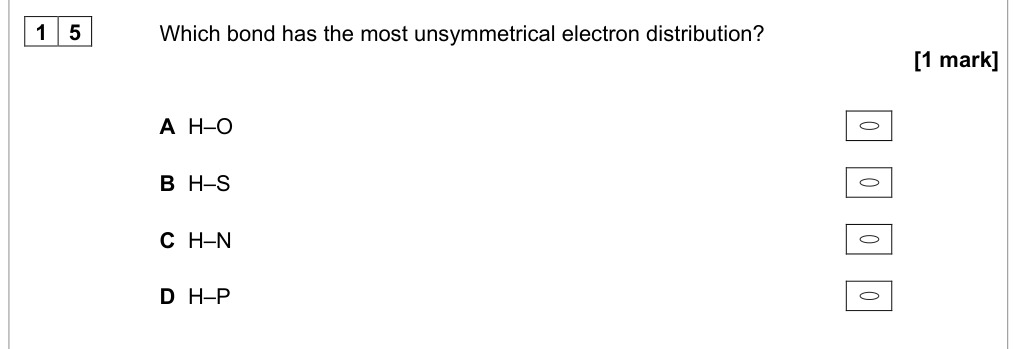 1 5 Which bond has the most unsymmetrical electron distribution?
[1 mark]
A H–O
B H–S
C H–N
D H–P